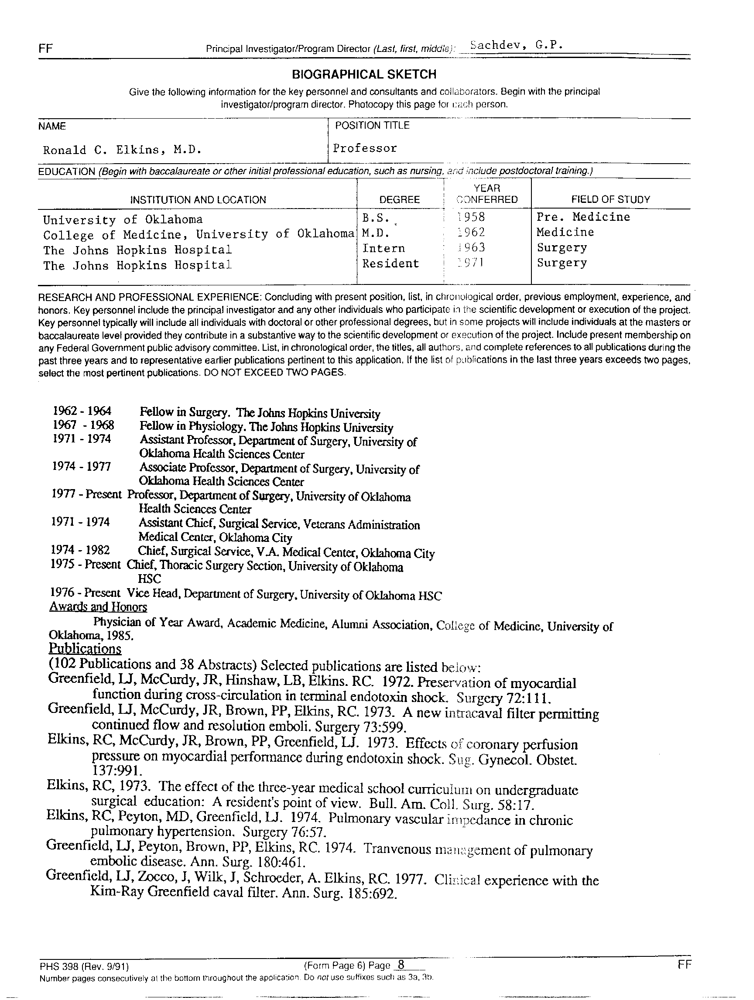 FF
Principal Investigator/Program Director (Last, first, middle): Sachdev, G.P.
BIOGRAPHICAL SKETCH
Give the following information for the key personnel and consultants and collaborators. Begin with the principal
investigator/program director. Photocopy this page for each person.
NAME
POSITION TITLE
Ronald C. Elkins, M.D.
Professor
EDUCATION (Begin with baccalaureate or other initial professional education, such as nursing, and include postdoctoral training.)
INSTITUTION AND LOCATION DEGREE YEAR CONFERRED FIELD OF STUDY
University of Oklahoma B.S. 1958 Pre. Medicine
College of Medicine, University of Oklahoma M.D. 1962 Medicine
The Johns Hopkins Hospital Intern 1963 Surgery
The Johns Hopkins Hospital Resident 1971 Surgery
RESEARCH AND PROFESSIONAL EXPERIENCE: Concluding with present position, list, in chronological order, previous employment, experience, and
honors. Key personnel include the principal investigator and any other individuals who participate in the scientific development or execution of the project.
Key personnel typically will include all individuals with doctoral or other professional degrees, but in some projects will include individuals at the masters or
baccalaureate level provided they contribute in a substantive way to the scientific development or execution of the project. Include present membership on
any Federal Government public advisory committee. List, in chronological order, the titles, all authors, and complete references to all publications during the
past three years and to representative earlier publications pertinent to this application. If the list of publications in the last three years exceeds two pages,
select the most pertinent publications. DO NOT EXCEED TWO PAGES.
1962 - 1964 Fellow in Surgery. The Johns Hopkins University
1967 - 1968 Fellow in Physiology. The Johns Hopkins University
1971 - 1974 Assistant Professor, Department of Surgery, University of
Oklahoma Health Sciences Center
1974 - 1977 Associate Professor, Department of Surgery, University of
Oklahoma Health Sciences Center
1977 - Present Professor, Department of Surgery, University of Oklahoma
Health Sciences Center
1971 - 1974 Assistant Chief, Surgical Service, Veterans Administration
Medical Center, Oklahoma City
1974 - 1982 Chief, Surgical Service, V.A. Medical Center, Oklahoma City
1975 - Present Chief, Thoracic Surgery Section, University of Oklahoma
HSC
1976 - Present Vice Head, Department of Surgery, University of Oklahoma HSC
Awards and Honors
Physician of Year Award, Academic Medicine, Alumni Association, College of Medicine, University of
Oklahoma, 1985.
Publications
(102 Publications and 38 Abstracts) Selected publications are listed below:
Greenfield, LJ, McCurdy, JR, Hinshaw, LB, Elkins. RC. 1972. Preservation of myocardial
function during cross-circulation in terminal endotoxin shock. Surgery 72:111.
Greenfield, LJ, McCurdy, JR, Brown, PP, Elkins, RC. 1973. A new intracaval filter permitting
continued flow and resolution emboli. Surgery 73:599.
Elkins, RC, McCurdy, JR, Brown, PP, Greenfield, LJ. 1973. Effects of coronary perfusion
pressure on myocardial performance during endotoxin shock. Sug. Gynecol. Obstet.
137:991.
Elkins, RC, 1973. The effect of the three-year medical school curriculum on undergraduate
surgical education: A resident's point of view. Bull. Am. Coll. Surg. 58:17.
Elkins, RC, Peyton, MD, Greenfield, LJ. 1974. Pulmonary vascular impedance in chronic
pulmonary hypertension. Surgery 76:57.
Greenfield, LJ, Peyton, Brown, PP, Elkins, RC. 1974. Tranvenous management of pulmonary
embolic disease. Ann. Surg. 180:461.
Greenfield, LJ, Zocco, J, Wilk, J, Schroeder, A. Elkins, RC. 1977. Clinical experience with the
Kim-Ray Greenfield caval filter. Ann. Surg. 185:692.
PHS 398 (Rev. 9/91) (Form Page 6) Page 8 FF
Number pages consecutively at the bottom throughout the application. Do not use suffixes such as 3a, 3b.